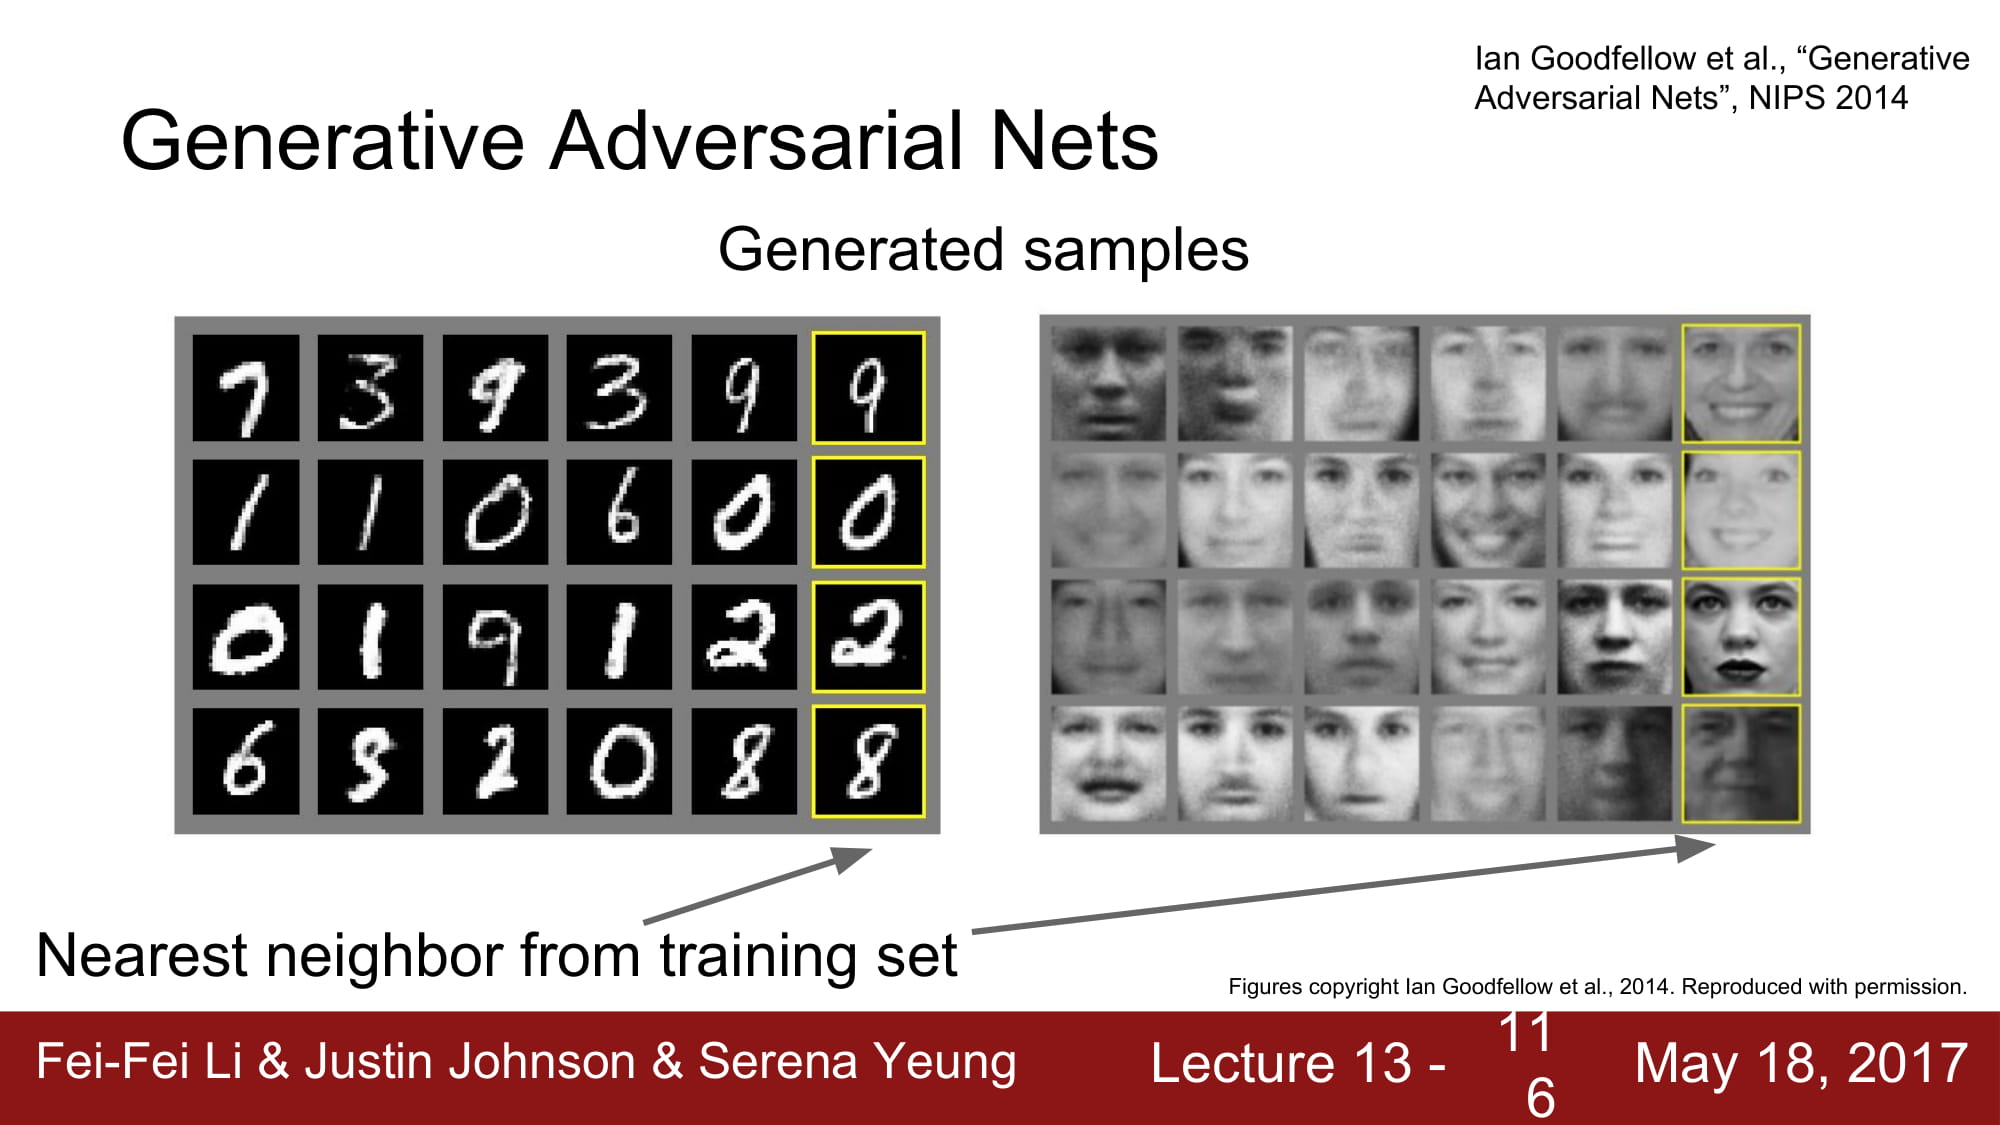 Ian Goodfellow et al., “Generative
Adversarial Nets”, NIPS 2014
Generative Adversarial Nets
Generated samples
7 3 9 3 9 9
1 1 0 6 0 0
0 1 9 1 2 2
6 8 2 0 8 8
Nearest neighbor from training set
Figures copyright Ian Goodfellow et al., 2014. Reproduced with permission.
Fei-Fei Li & Justin Johnson & Serena Yeung
Lecture 13 -
11
6
May 18, 2017